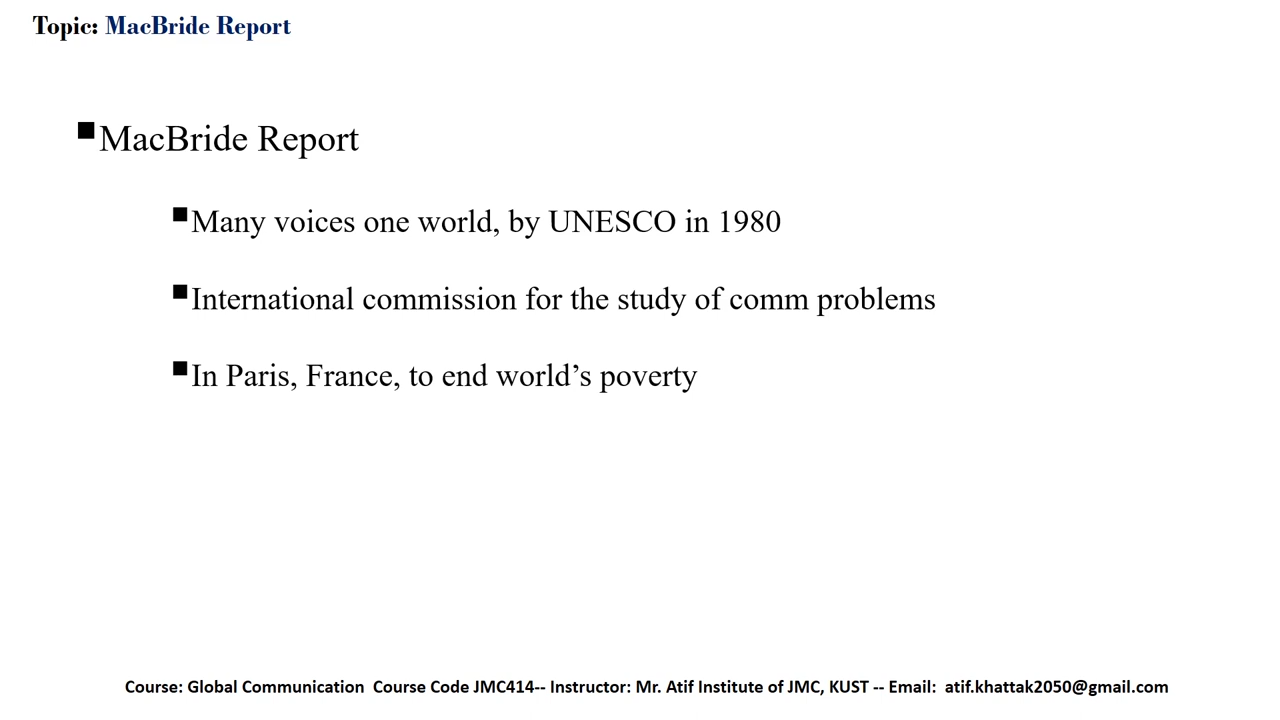 Topic: MacBride Report
▪MacBride Report
▪Many voices one world, by UNESCO in 1980
▪International commission for the study of comm problems
▪In Paris, France, to end world’s poverty
Course: Global Communication  Course Code JMC414-- Instructor: Mr. Atif Institute of JMC, KUST -- Email:  atif.khattak2050@gmail.com